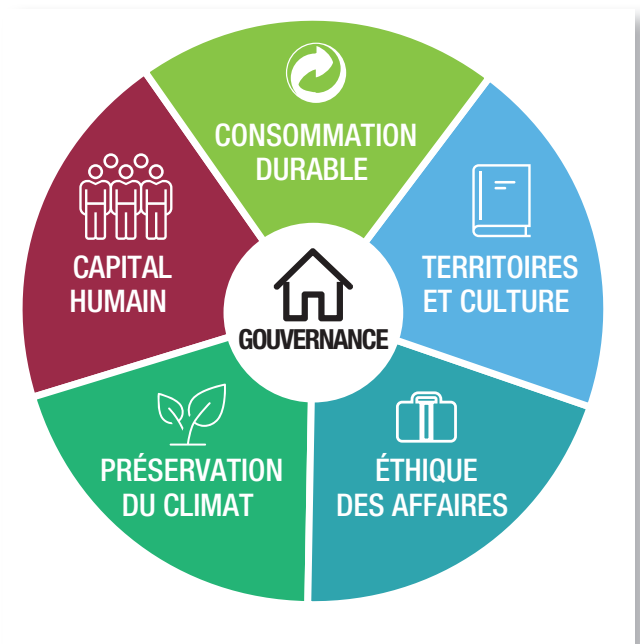 CONSOMMATION
DURABLE
TERRITOIRES
ET CULTURE
ÉTHIQUE
DES AFFAIRES
PRÉSERVATION
DU CLIMAT
CAPITAL
HUMAIN
GOUVERNANCE